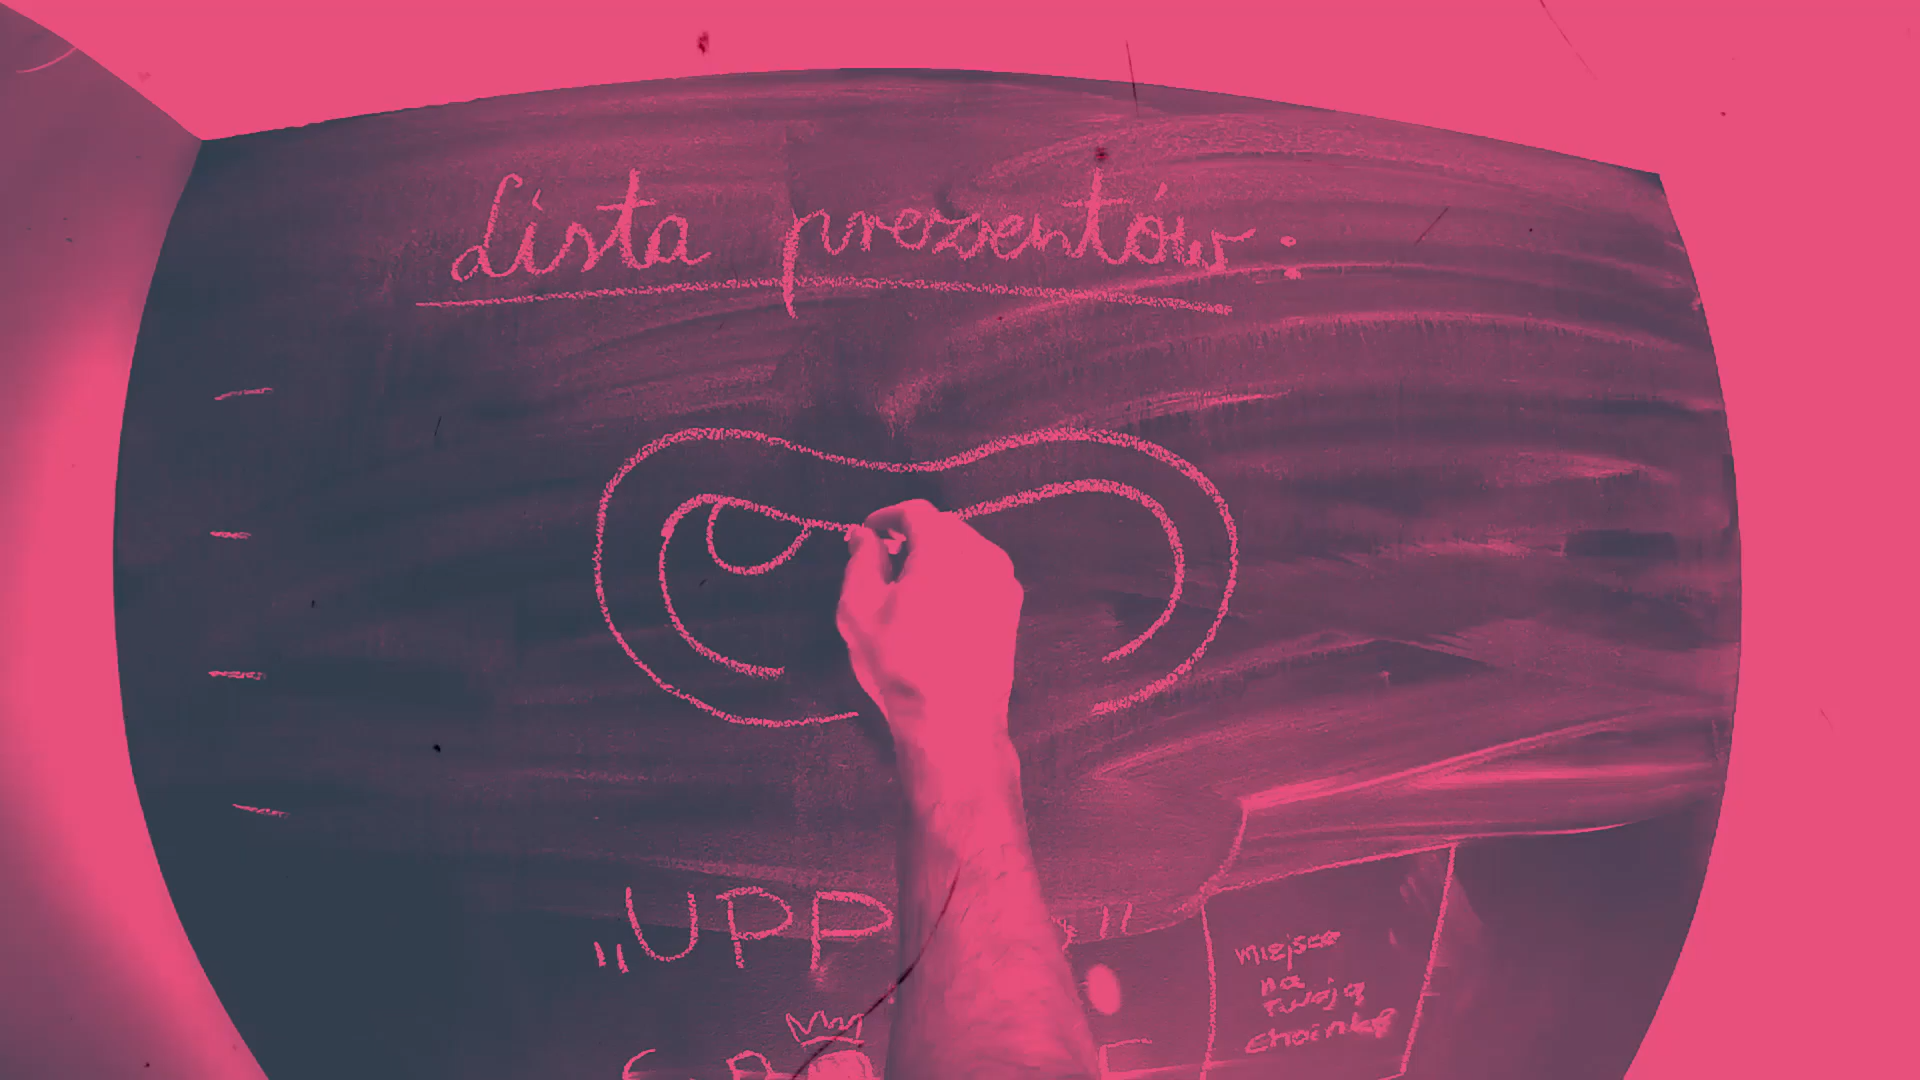 Lista prezentów:
„UPP
miejsce
na
Twoją
choinkę